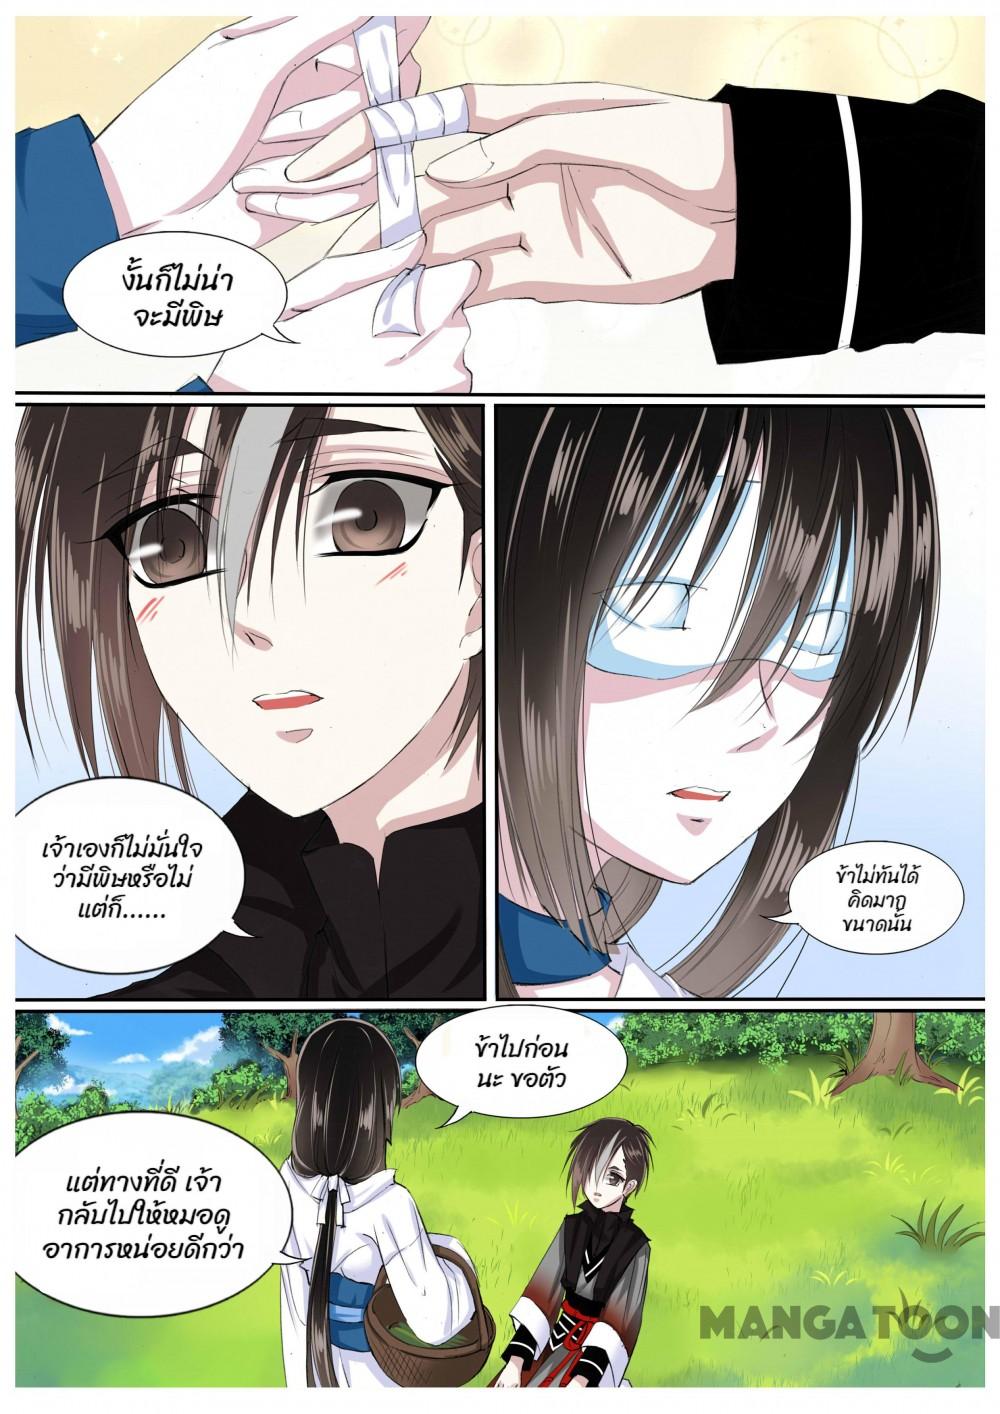 งั้นก็ไม่น่า
จะมีพิษ
เจ้าเองก็ไม่มั่นใจ
ว่ามีพิษหรือไม่
แต่ก็......
ข้าไม่ทันได้
คิดมาก
ขนาดนั้น
ข้าไปก่อน
นะ ขอตัว
แต่ทางที่ดี เจ้า
กลับไปให้หมอดู
อาการหน่อยดีกว่า
MANGATOON